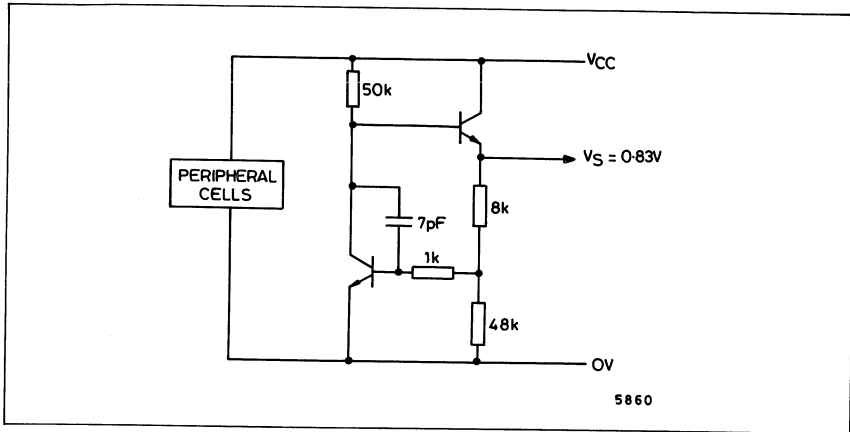 VCC
50k
VS = 0·83V
PERIPHERAL
CELLS
8k
7pF
1k
48k
0V
5860